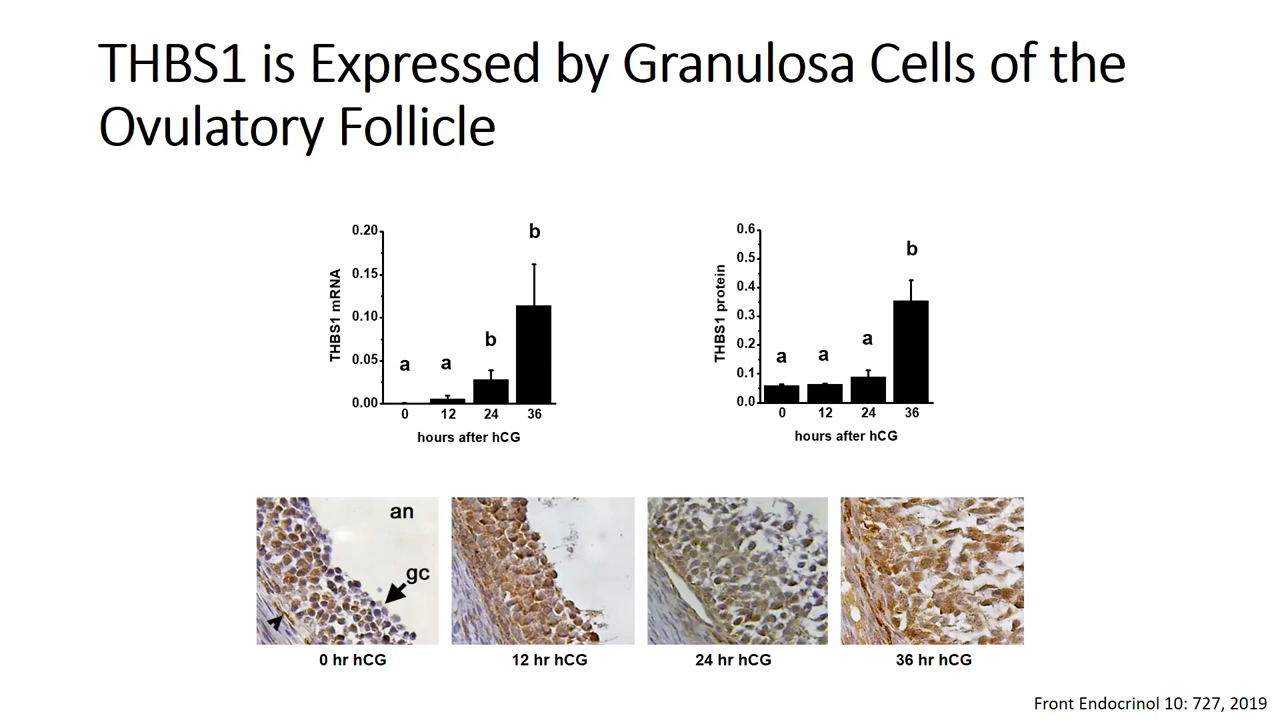 THBS1 is Expressed by Granulosa Cells of the
Ovulatory Follicle
THBS1 mRNA
0.20
0.15
0.10
0.05
0.00
a
a
b
b
0 12 24 36
hours after hCG
THBS1 protein
0.6
0.5
0.4
0.3
0.2
0.1
0.0
a
a
a
b
0 12 24 36
hours after hCG
an
gc
0 hr hCG
12 hr hCG
24 hr hCG
36 hr hCG
Front Endocrinol 10: 727, 2019